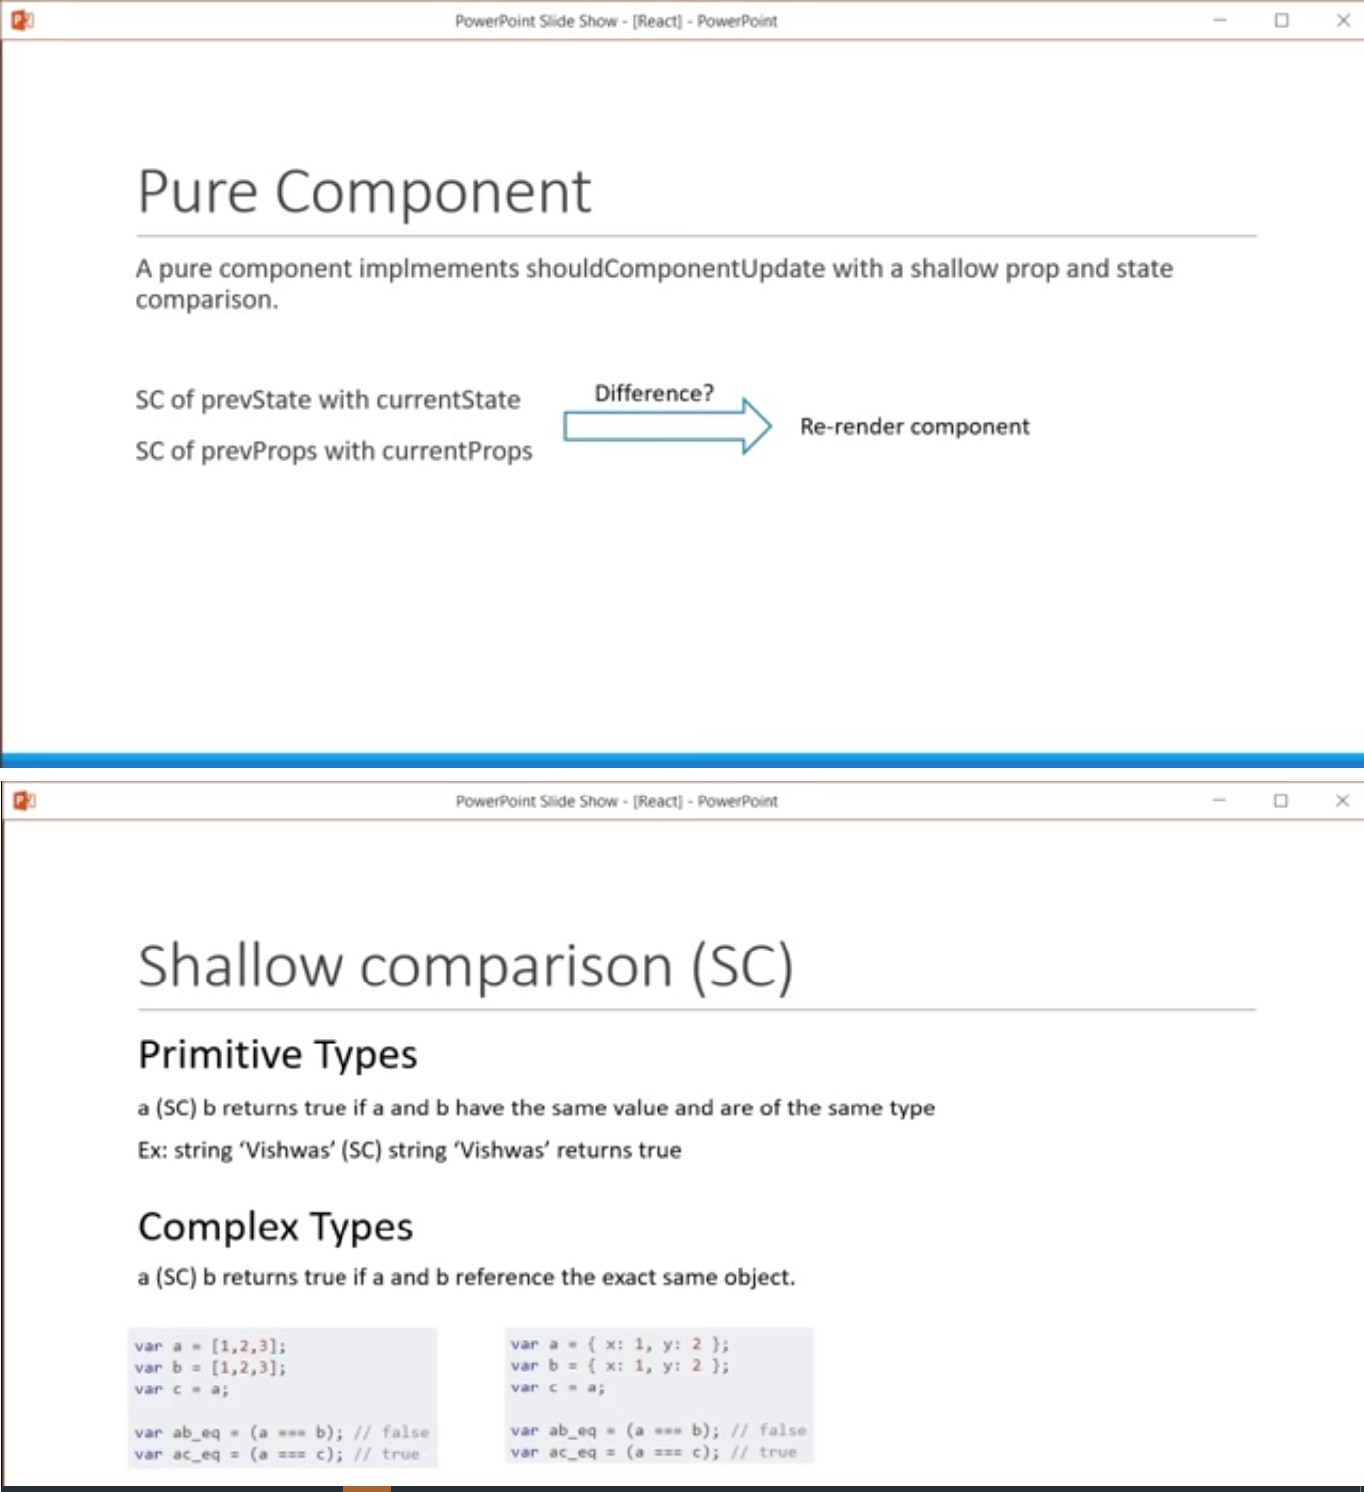 PowerPoint Slide Show - [React] - PowerPoint
Pure Component
A pure component implmements shouldComponentUpdate with a shallow prop and state
comparison.
SC of prevState with currentState
SC of prevProps with currentProps
Difference?
Re-render component
PowerPoint Slide Show - [React] - PowerPoint
Shallow comparison (SC)
Primitive Types
a (SC) b returns true if a and b have the same value and are of the same type
Ex: string ‘Vishwas’ (SC) string ‘Vishwas’ returns true
Complex Types
a (SC) b returns true if a and b reference the exact same object.
var a = [1,2,3];
var b = [1,2,3];
var c = a;
var ab_eq = (a === b); // false
var ac_eq = (a === c); // true
var a = { x: 1, y: 2 };
var b = { x: 1, y: 2 };
var c = a;
var ab_eq = (a === b); // false
var ac_eq = (a === c); // true